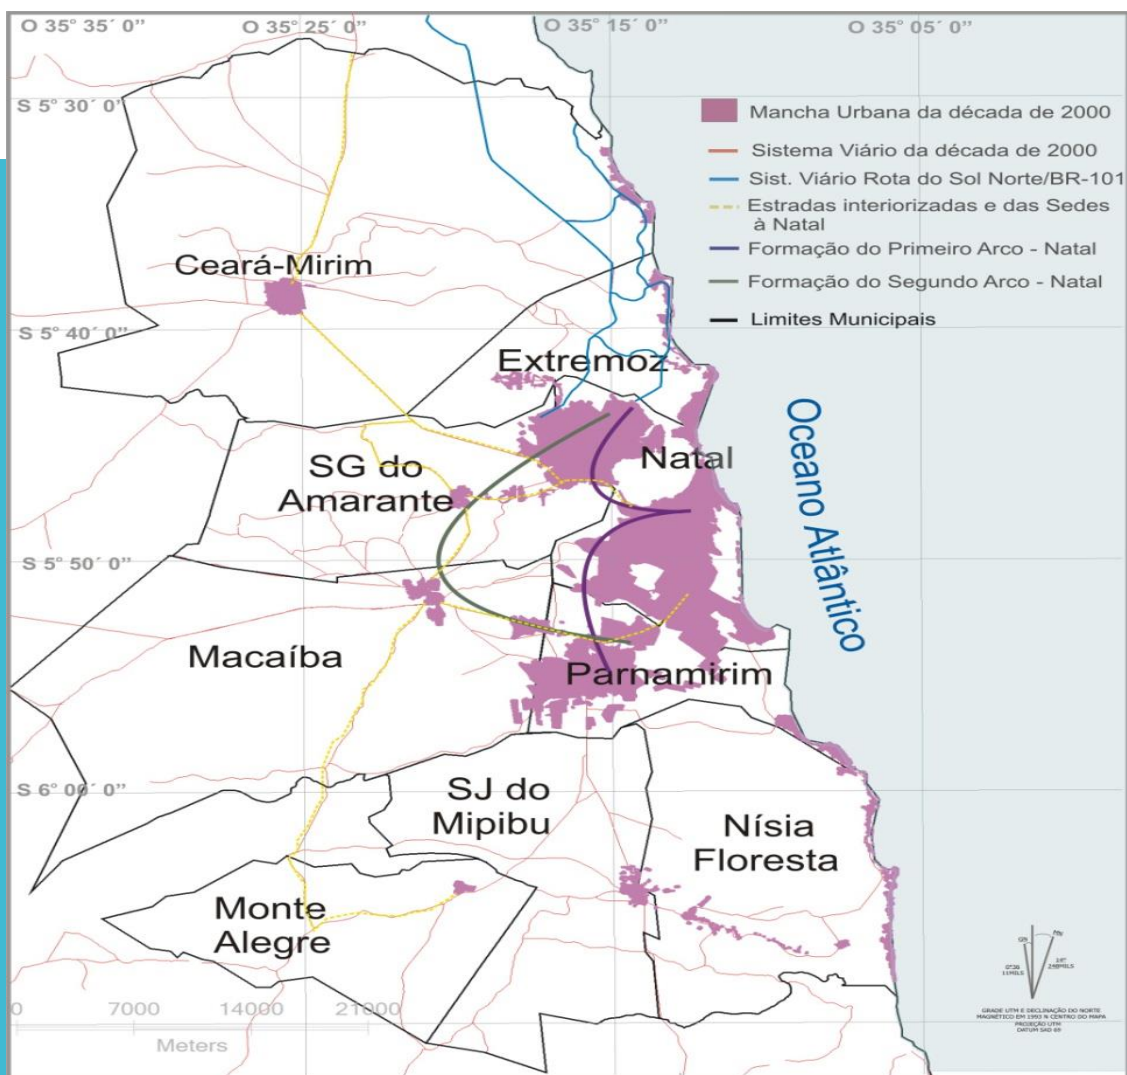 O 35° 35´ 0’’
O 35° 25´ 0’’
O 35° 15´ 0’’
O 35° 05´ 0’’
S 5° 30´ 0’’
Mancha Urbana da década de 2000
Sistema Viário da década de 2000
Sist. Viário Rota do Sol Norte/BR-101
Estradas interiorizadas e das Sedes
à Natal
Formação do Primeiro Arco - Natal
Formação do Segundo Arco - Natal
Limites Municipais
Ceará-Mirim
S 5° 40´ 0’’
Extremoz
Natal
SG do
Amarante
Oceano Atlântico
S 5° 50´ 0’’
Macaíba
Parnamirim
S 6° 00´ 0’’
SJ do
Mipibu
Nísia
Floresta
Monte
Alegre
0 7000 14000 21000
Meters
GRADE UTM E DECLINAÇÃO DO NORTE
MAGNÉTICO EM 1993 N CENTRO DO MAPA
PROJEÇÃO UTM
DATUM SAD 69